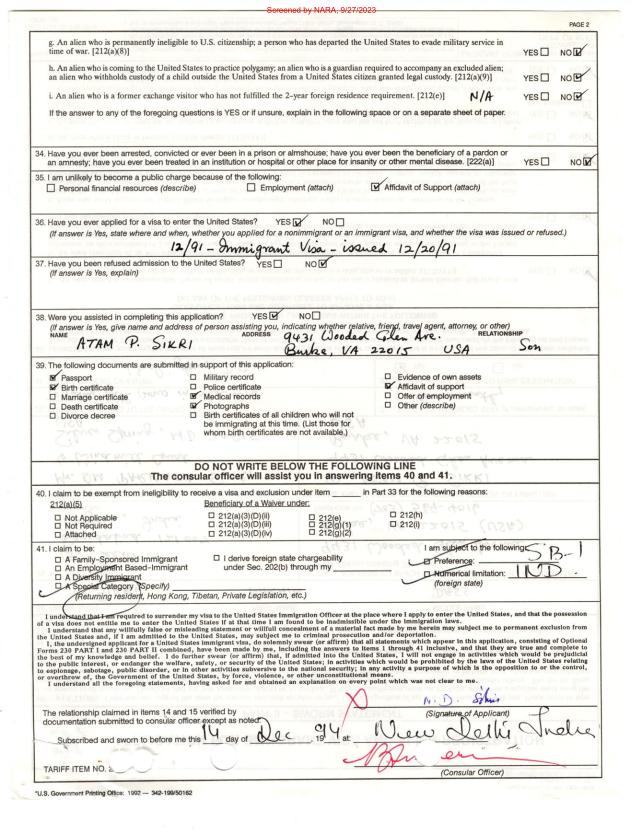 Screened by NARA, 9/27/2023
PAGE 2
g. An alien who is permanently ineligible to U.S. citizenship; a person who has departed the United States to evade military service in
time of war. [212(a)(8)] YES☐ NO☑
h. An alien who is coming to the United States to practice polygamy; an alien who is a guardian required to accompany an excluded alien;
an alien who withholds custody of a child outside the United States from a United States citizen granted legal custody. [212(a)(9)] YES☐ NO☑
i. An alien who is a former exchange visitor who has not fulfilled the 2-year foreign residence requirement. [212(e)] N/A YES☐ NO☑
If the answer to any of the foregoing questions is YES or if unsure, explain in the following space or on a separate sheet of paper.
34. Have you ever been arrested, convicted or ever been in a prison or almshouse; have you ever been the beneficiary of a pardon or
an amnesty; have you ever been treated in an institution or hospital or other place for insanity or other mental disease. [222(a)] YES☐ NO☑
35. I am unlikely to become a public charge because of the following:
☐ Personal financial resources (describe) ☐ Employment (attach) ☑ Affidavit of Support (attach)
36. Have you ever applied for a visa to enter the United States? YES☑ NO☐
(If answer is Yes, state where and when, whether you applied for a nonimmigrant or an immigrant visa, and whether the visa was issued or refused.)
12/91 - Immigrant Visa - issued 12/20/91
37. Have you been refused admission to the United States? YES☐ NO☑
(If answer is Yes, explain)
38. Were you assisted in completing this application? YES☑ NO☐
(If answer is Yes, give name and address of person assisting you, indicating whether relative, friend, travel agent, attorney, or other)
NAME ADDRESS RELATIONSHIP
ATAM P. SIKRI 9431 Wooded Glen Ave. Son
Burke, VA 22015 USA
39. The following documents are submitted in support of this application:
☑ Passport ☐ Military record ☐ Evidence of own assets
☑ Birth certificate ☐ Police certificate ☑ Affidavit of support
☐ Marriage certificate ☑ Medical records ☐ Offer of employment
☐ Death certificate ☑ Photographs ☐ Other (describe)
☐ Divorce decree ☐ Birth certificates of all children who will not
be immigrating at this time. (List those for
whom birth certificates are not available.)
DO NOT WRITE BELOW THE FOLLOWING LINE
The consular officer will assist you in answering items 40 and 41.
40. I claim to be exempt from ineligibility to receive a visa and exclusion under item ______ in Part 33 for the following reasons:
212(a)(5) Beneficiary of a Waiver under:
☐ Not Applicable ☐ 212(a)(3)(D)(ii) ☐ 212(e) ☐ 212(h)
☐ Not Required ☐ 212(a)(3)(D)(iii) ☐ 212(g)(1) ☐ 212(i)
☐ Attached ☐ 212(a)(3)(D)(iv) ☐ 212(g)(2)
41. I claim to be: I am subject to the following:
☐ A Family-Sponsored Immigrant ☐ I derive foreign state chargeability ☐ Preference: SB-1
☐ An Employment Based-Immigrant under Sec. 202(b) through my
☐ A Diversity Immigrant ☐ Numerical limitation: IND.
☐ A Special Category (Specify) (foreign state)
(Returning resident, Hong Kong, Tibetan, Private Legislation, etc.)
I understand that I am required to surrender my visa to the United States Immigration Officer at the place where I apply to enter the United States, and that the possession
of a visa does not entitle me to enter the United States if at that time I am found to be inadmissible under the immigration laws.
I understand that any willfully false or misleading statement or willful concealment of a material fact made by me herein may subject me to permanent exclusion from
the United States and, if I am admitted to the United States, may subject me to criminal prosecution and/or deportation.
I, the undersigned applicant for a United States immigrant visa, do solemnly swear (or affirm) that all statements which appear in this application, consisting of Optional
Forms 230 PART I and 230 PART II combined, have been made by me, including the answers to items 1 through 41 inclusive, and that they are true and complete to
the best of my knowledge and belief. I do further swear (or affirm) that, if admitted into the United States, I will not engage in activities which would be prejudicial
to the public interest, or endanger the welfare, safety, or security of the United States; in activities which would be prohibited by the laws of the United States relating
to espionage, sabotage, public disorder, or in other activities subversive to the national security; in any activity a purpose of which is the opposition to or the control,
or overthrow of, the Government of the United States, by force, violence, or other unconstitutional means.
I understand all the foregoing statements, having asked for and obtained an explanation on every point which was not clear to me.
The relationship claimed in items 14 and 15 verified by
documentation submitted to consular officer except as noted: (Signature of Applicant)
Subscribed and sworn to before me this 14 day of Dec 1994 at: New Delhi India
TARIFF ITEM NO.
(Consular Officer)
*U.S. Government Printing Office: 1992 — 342-199/50162